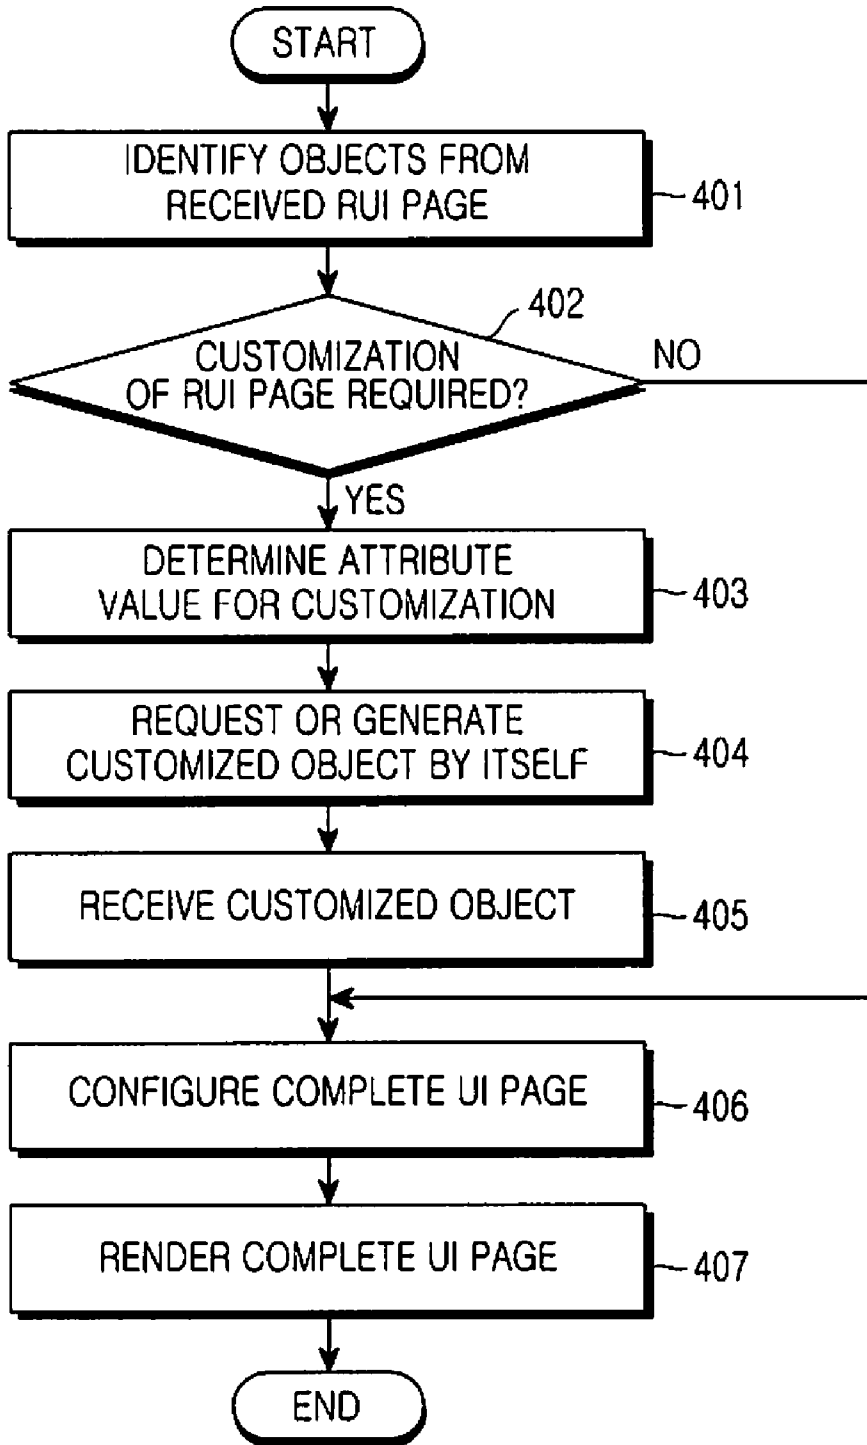 START
IDENTIFY OBJECTS FROM
RECEIVED RUI PAGE
401
402
CUSTOMIZATION
OF RUI PAGE REQUIRED?
NO
YES
DETERMINE ATTRIBUTE
VALUE FOR CUSTOMIZATION
403
REQUEST OR GENERATE
CUSTOMIZED OBJECT BY ITSELF
404
RECEIVE CUSTOMIZED OBJECT
405
CONFIGURE COMPLETE UI PAGE
406
RENDER COMPLETE UI PAGE
407
END